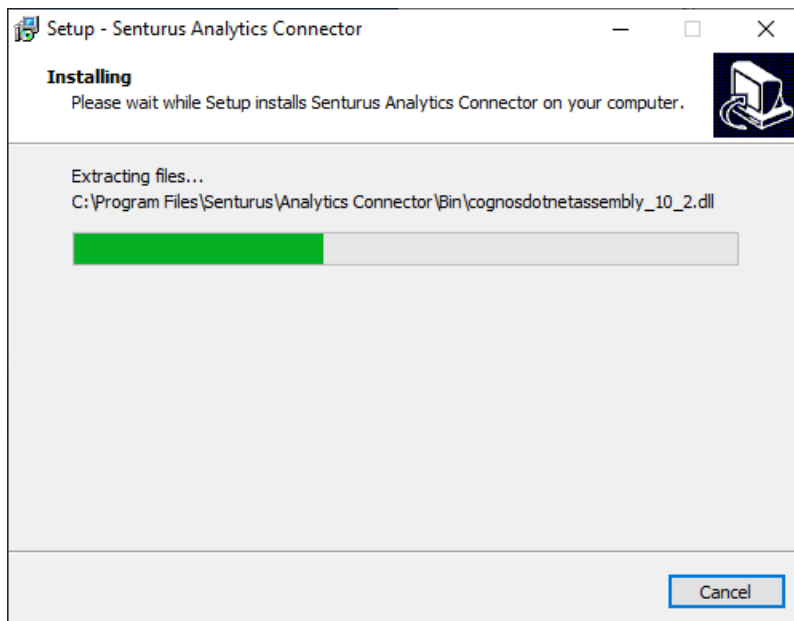 Setup - Senturus Analytics Connector
Installing
Please wait while Setup installs Senturus Analytics Connector on your computer.
Extracting files...
C:\Program Files\Senturus\Analytics Connector\Bin\cognosdotnetassembly_10_2.dll
Cancel